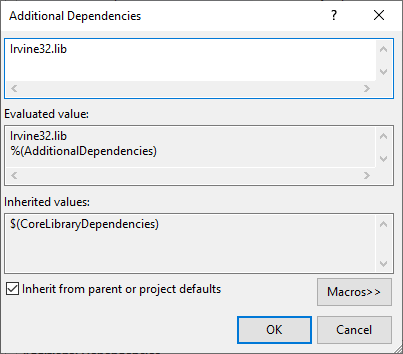 Additional Dependencies
Irvine32.lib
Evaluated value:
Irvine32.lib
%(AdditionalDependencies)
Inherited values:
$(CoreLibraryDependencies)
Inherit from parent or project defaults
Macros>>
OK
Cancel